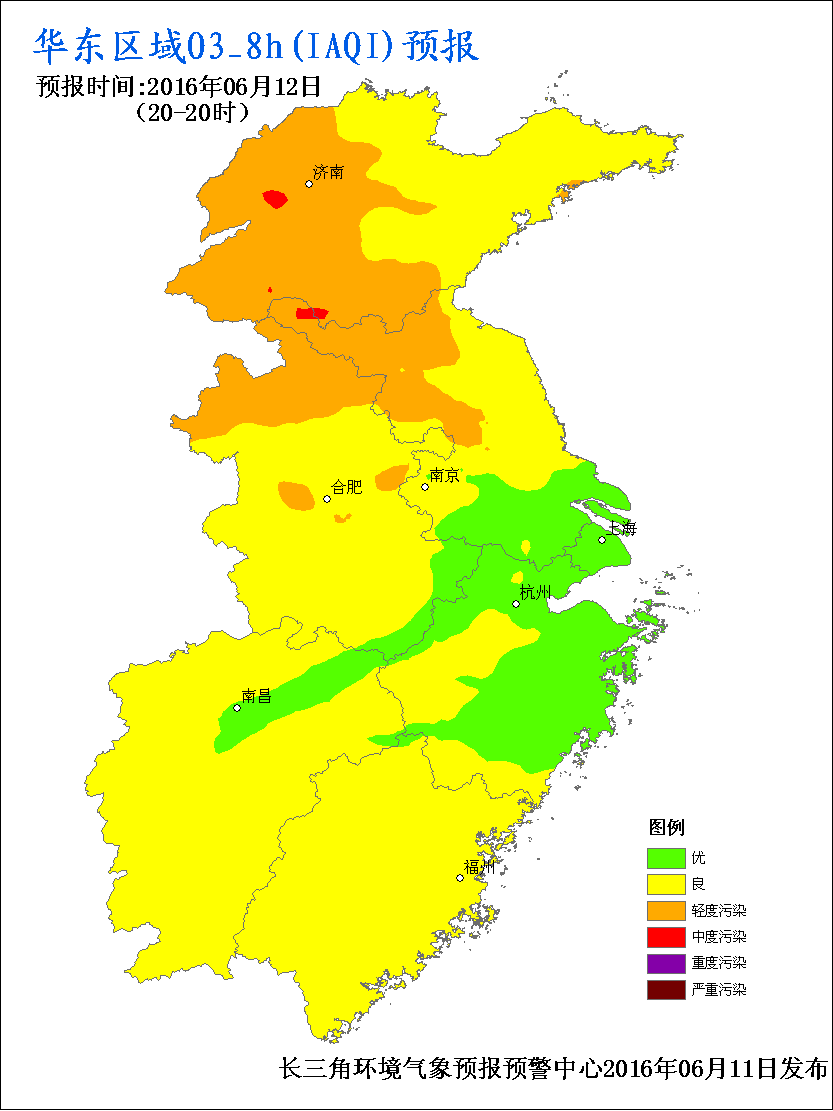 华东区域O3_8h(IAQI)预报
预报时间:2016年06月12日
（20-20时）
济南
合肥
南京
上海
杭州
南昌
福州
图例
优
良
轻度污染
中度污染
重度污染
严重污染
长三角环境气象预报预警中心2016年06月11日发布